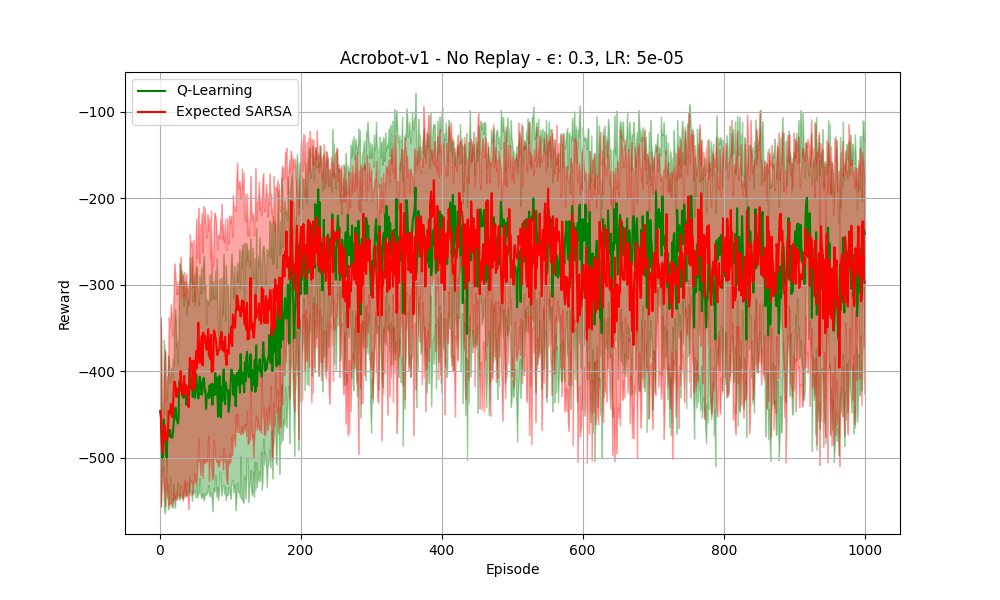 Acrobot-v1 - No Replay - ϵ: 0.3, LR: 5e-05
Q-Learning
Expected SARSA
−100
−200
−300
−400
−500
Reward
0
200
400
600
800
1000
Episode